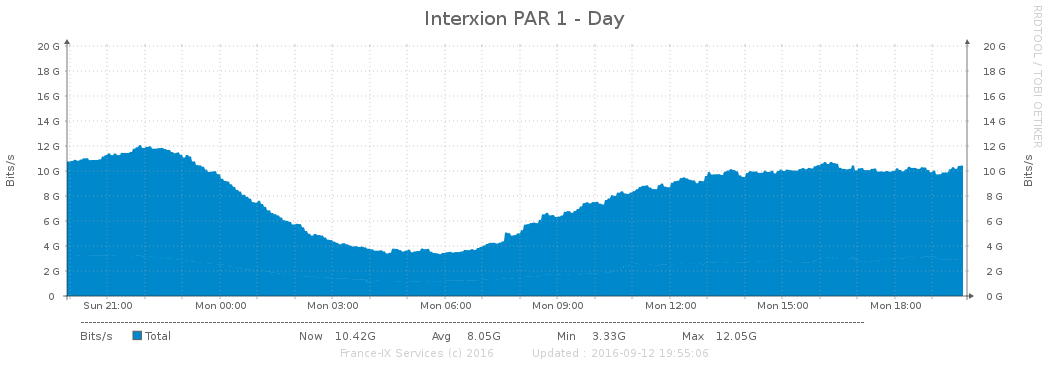 Interxion PAR 1 - Day
RRDTOOL / TOBI OETIKER
Bits/s
20 G 20 G
18 G 18 G
16 G 16 G
14 G 14 G
12 G 12 G
10 G 10 G
8 G 8 G
6 G 6 G
4 G 4 G
2 G 2 G
0 0 G
Bits/s
Sun 21:00 Mon 00:00 Mon 03:00 Mon 06:00 Mon 09:00 Mon 12:00 Mon 15:00 Mon 18:00
Bits/s Total Now 10.42G Avg 8.05G Min 3.33G Max 12.05G
France-IX Services (c) 2016 Updated : 2016-09-12 19:55:06